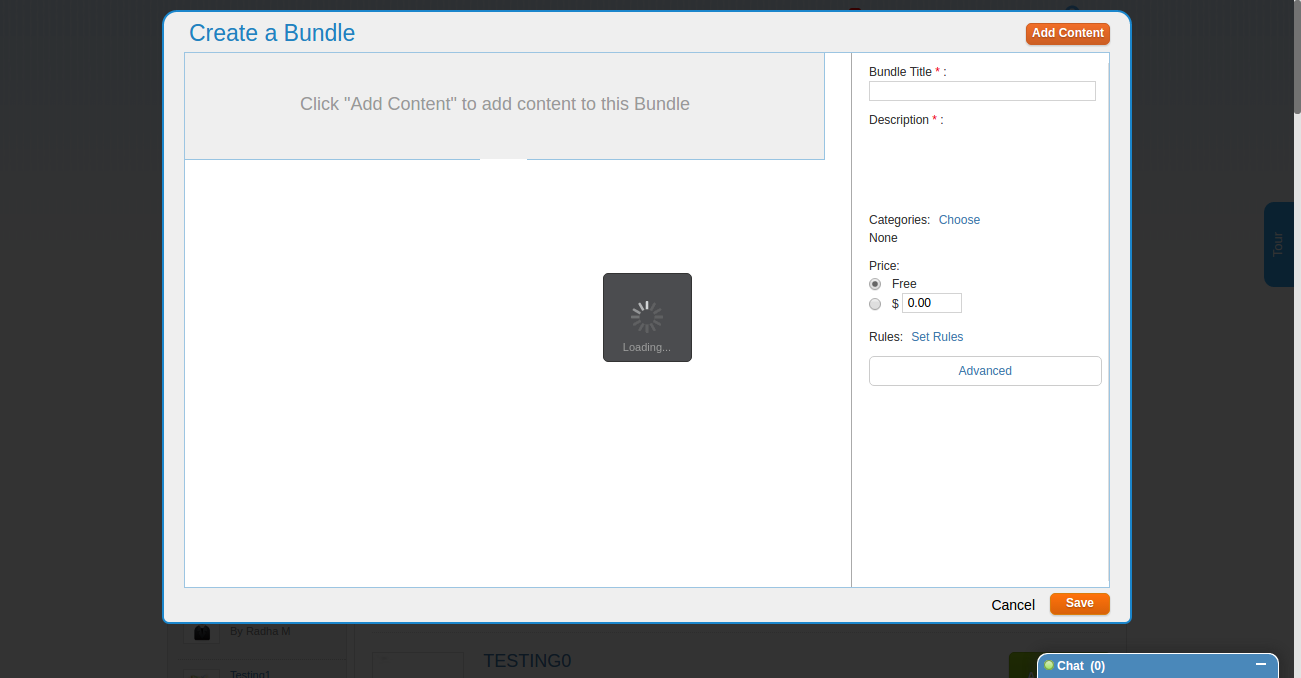 Create a Bundle
Add Content
Click "Add Content" to add content to this Bundle
Bundle Title * :
Description * :
Categories: Choose
None
Price:
Free
$ 0.00
Rules: Set Rules
Advanced
Loading...
Cancel
Save
Tour
By Radha M
TESTING0
Testing1
Chat (0)